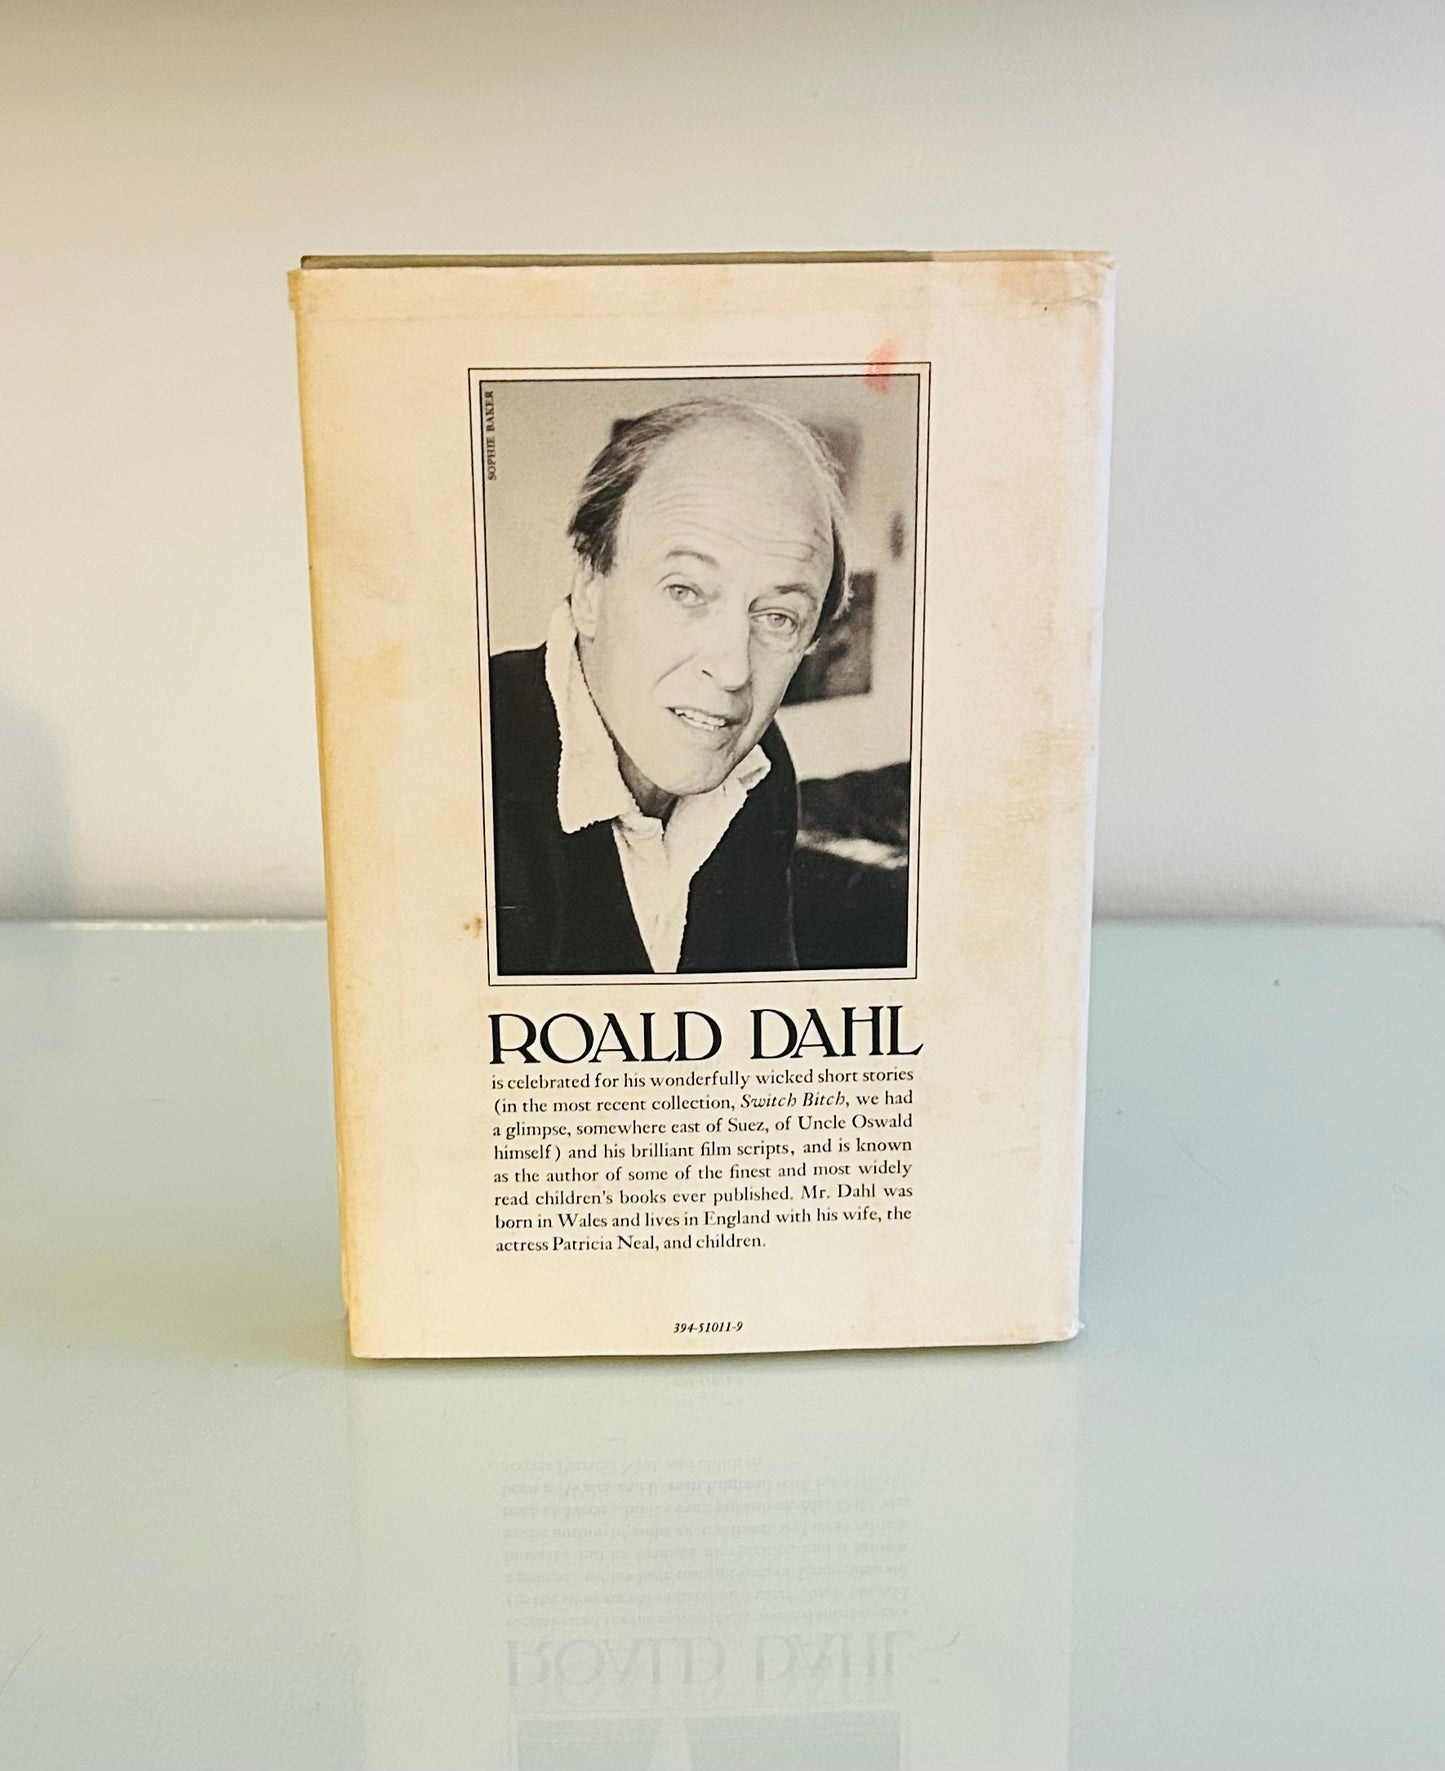 SOPHIE BAKER
ROALD DAHL
is celebrated for his wonderfully wicked short stories
(in the most recent collection, Switch Bitch, we had
a glimpse, somewhere east of Suez, of Uncle Oswald
himself) and his brilliant film scripts, and is known
as the author of some of the finest and most widely
read children's books ever published. Mr. Dahl was
born in Wales and lives in England with his wife, the
actress Patricia Neal, and children.
394-51011-9